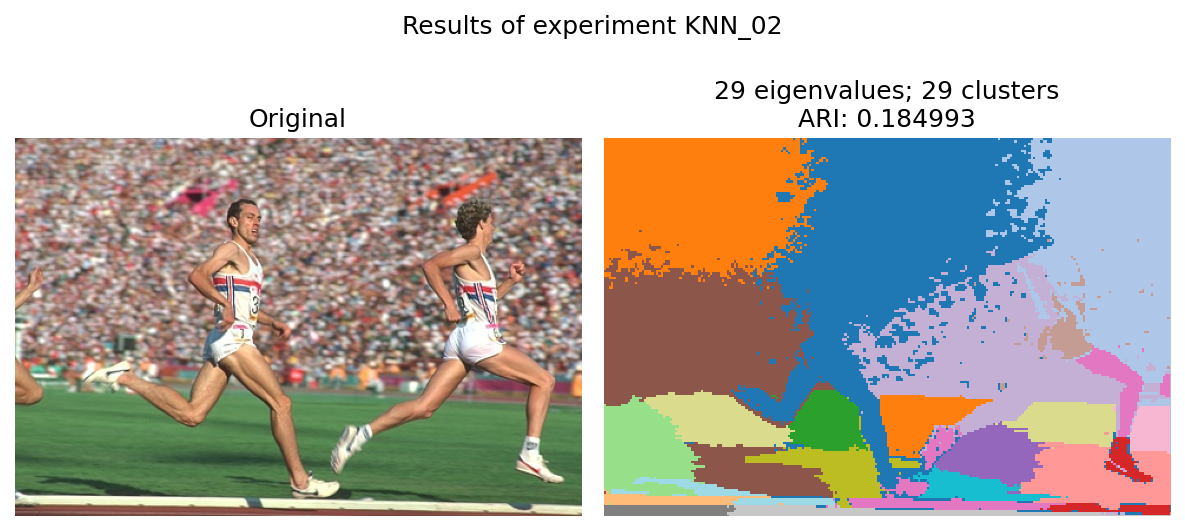 Results of experiment KNN_02
Original
29 eigenvalues; 29 clusters
ARI: 0.184993